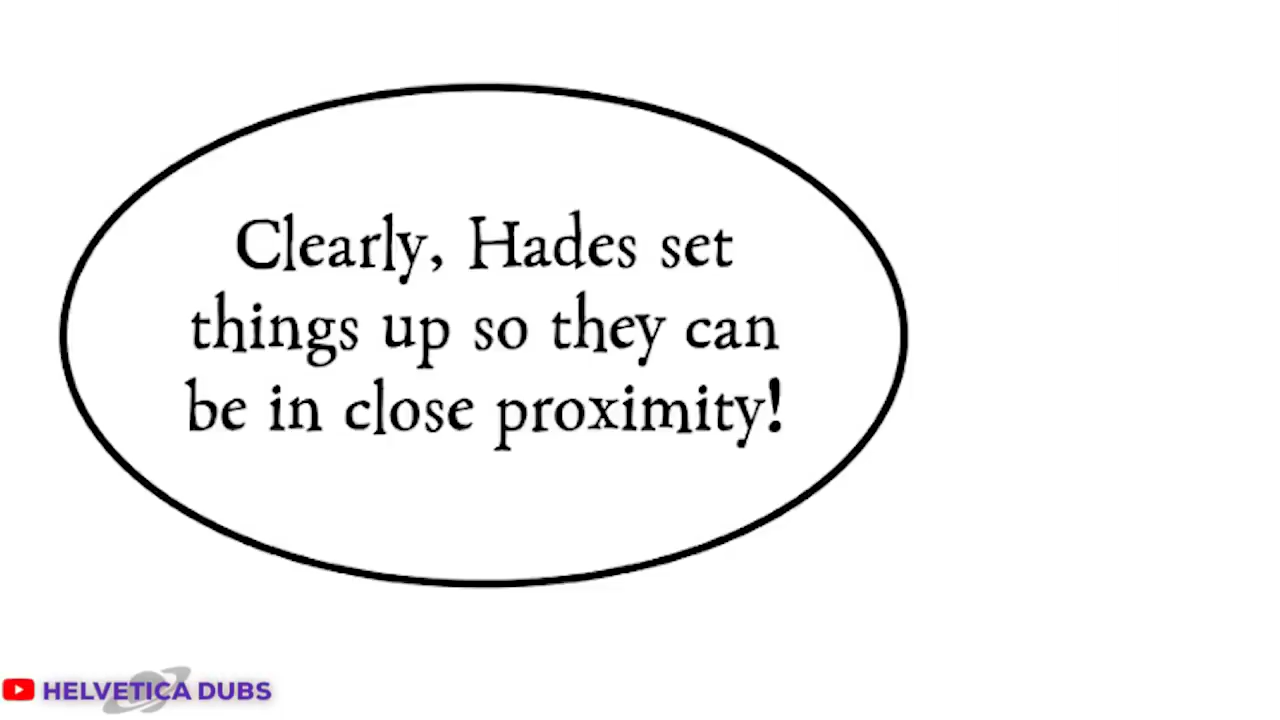 Clearly, Hades set
things up so they can
be in close proximity!
HELVETICA DUBS